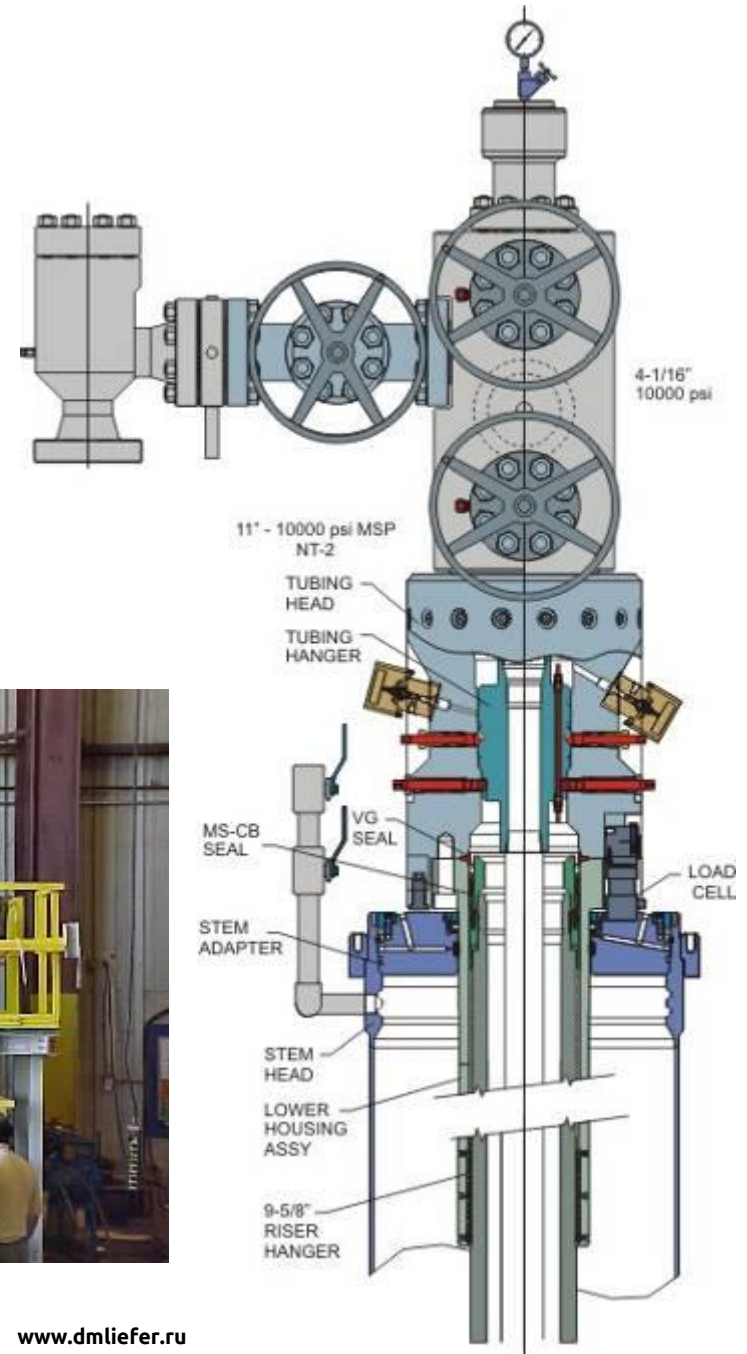 4-1/16"
10000 psi
11" - 10000 psi MSP
NT-2
TUBING
HEAD
TUBING
HANGER
MS-CB
SEAL
VG
SEAL
LOAD
CELL
STEM
ADAPTER
STEM
HEAD
LOWER
HOUSING
ASSY
9-5/8"
RISER
HANGER
www.dmliefer.ru